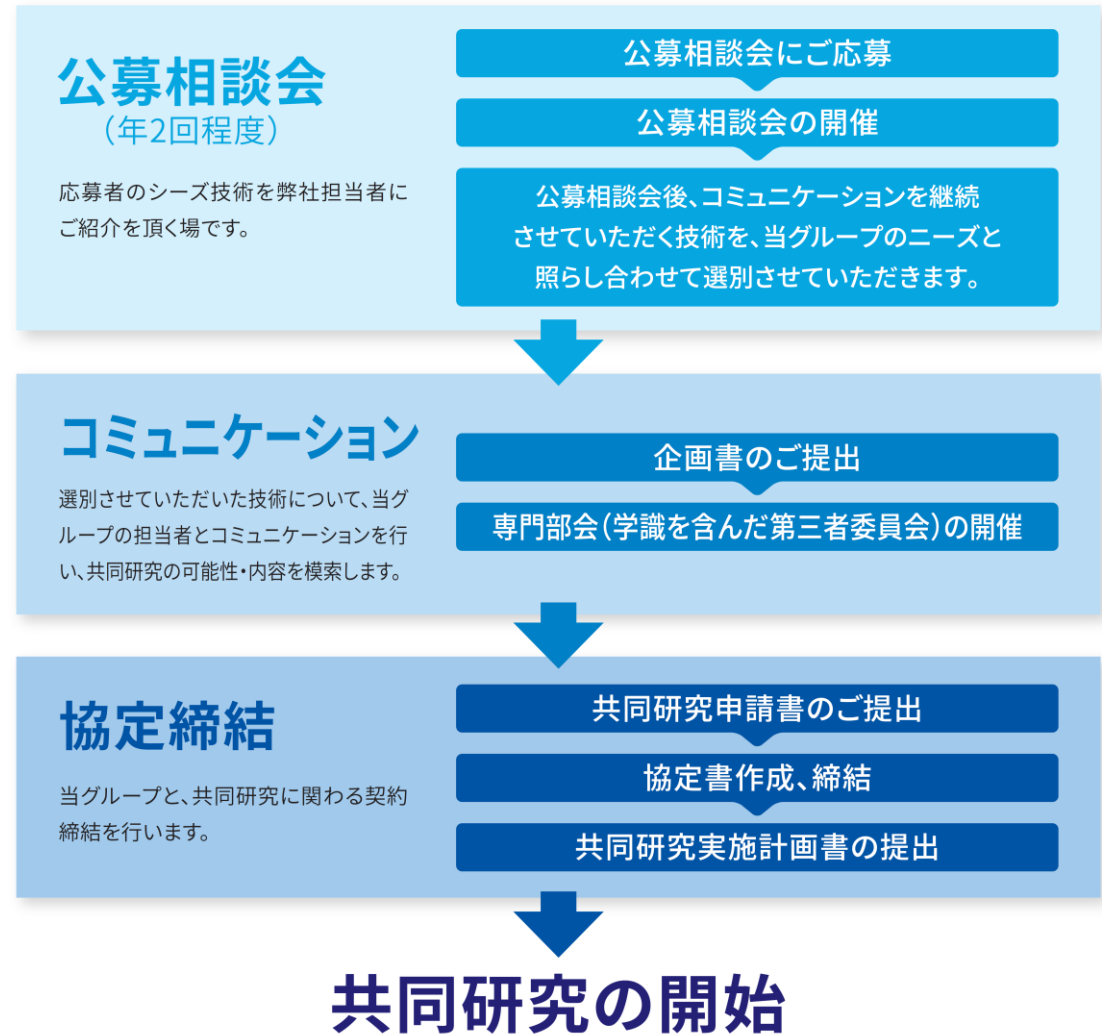 公募相談会
（年2回程度）
応募者のシーズ技術を弊社担当者に
ご紹介を頂く場です。
公募相談会にご応募
公募相談会の開催
公募相談会後、コミュニケーションを継続
させていただく技術を、当グループのニーズと
照らし合わせて選別させていただきます。
コミュニケーション
選別させていただいた技術について、当グ
ループの担当者とコミュニケーションを行
い、共同研究の可能性・内容を模索します。
企画書のご提出
専門部会（学識を含んだ第三者委員会）の開催
協定締結
当グループと、共同研究に関わる契約
締結を行います。
共同研究申請書のご提出
協定書作成、締結
共同研究実施計画書の提出
共同研究の開始